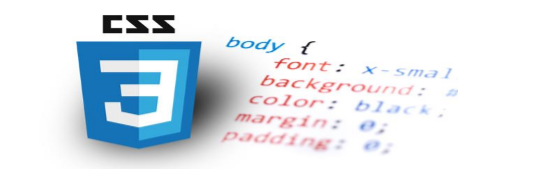 CSS
3
body {
font: x-smal
background: #
color: black;
margin: 0;
padding: 0;